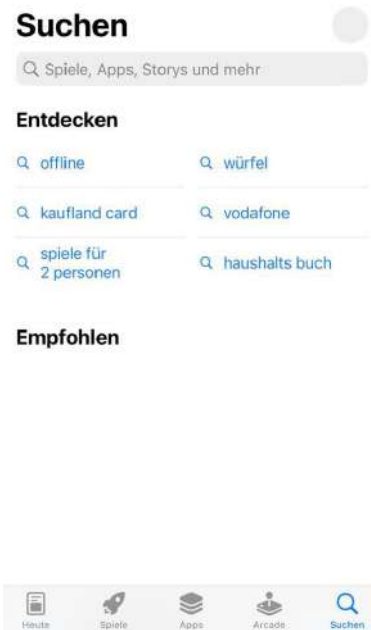 Suchen
Spiele, Apps, Storys und mehr
Entdecken
offline
würfel
kaufland card
vodafone
spiele für
2 personen
haushalts buch
Empfohlen
Heute
Spiele
Apps
Arcade
Suchen